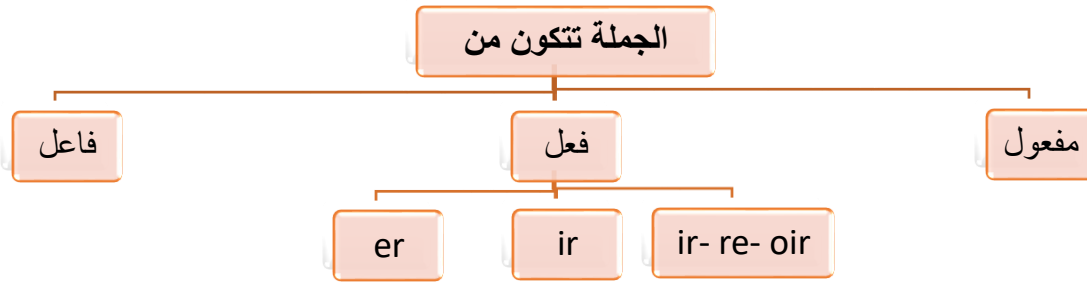 الجملة تتكون من
فاعل
فعل
مفعول
er
ir
ir- re- oir